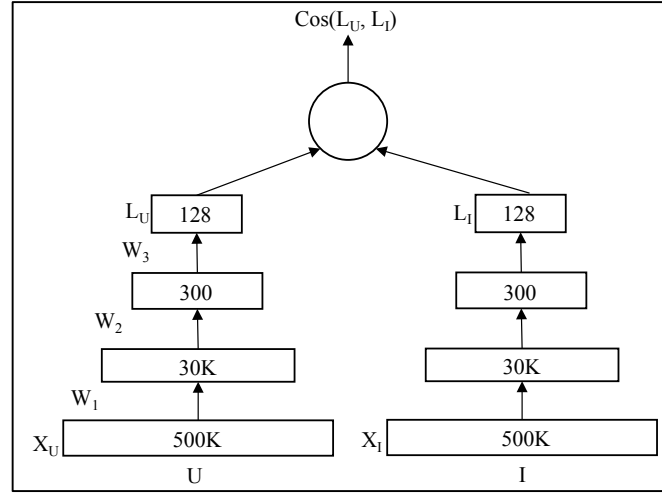 Cos(L_U, L_I)
L_U 128 L_I 128
W_3
300 300
W_2
30K 30K
W_1
X_U 500K X_I 500K
U I